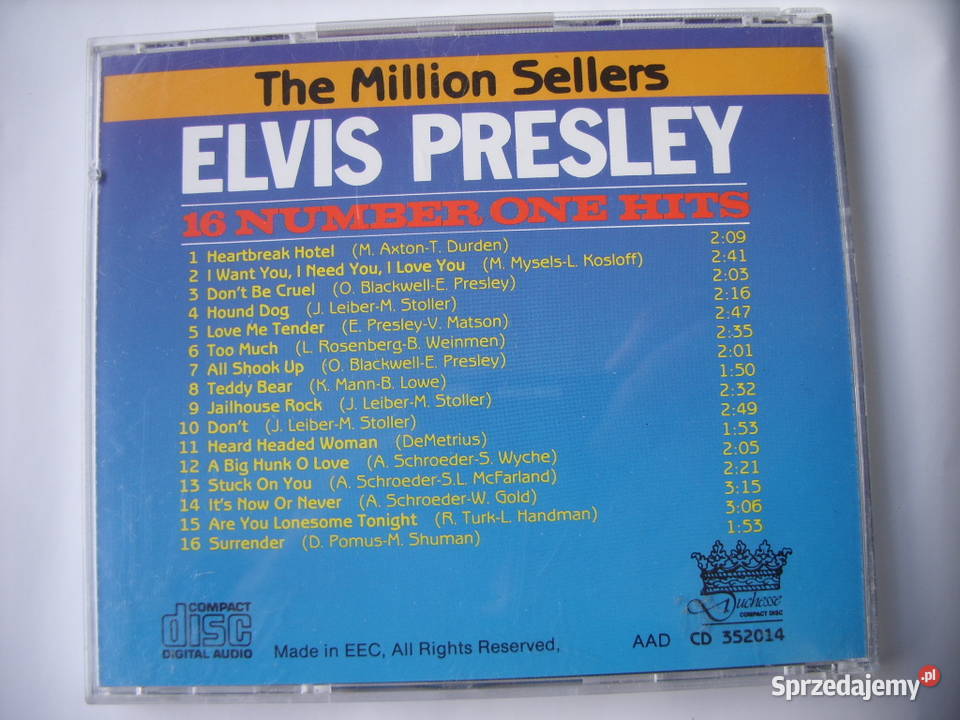 The Million Sellers
ELVIS PRESLEY
16 NUMBER ONE HITS
1 Heartbreak Hotel (M. Axton-T. Durden) 2:09
2 I Want You, I Need You, I Love You (M. Mysels-L. Kosloff) 2:41
3 Don't Be Cruel (O. Blackwell-E. Presley) 2:03
4 Hound Dog (J. Leiber-M. Stoller) 2:16
5 Love Me Tender (E. Presley-V. Matson) 2:47
6 Too Much (L. Rosenberg-B. Weinmen) 2:35
7 All Shook Up (O. Blackwell-E. Presley) 2:01
8 Teddy Bear (K. Mann-B. Lowe) 1:50
9 Jailhouse Rock (J. Leiber-M. Stoller) 2:32
10 Don't (J. Leiber-M. Stoller) 2:49
11 Heard Headed Woman (DeMetrius) 1:53
12 A Big Hunk O Love (A. Schroeder-S. Wyche) 2:05
13 Stuck On You (A. Schroeder-S.L. McFarland) 2:21
14 It's Now Or Never (A. Schroeder-W. Gold) 3:15
15 Are You Lonesome Tonight (R. Turk-L. Handman) 3:06
16 Surrender (D. Pomus-M. Shuman) 1:53
COMPACT
disc
DIGITAL AUDIO
Made in EEC, All Rights Reserved,
Duchesse
COMPACT DISC
AAD CD 352014
Sprzedajemy.pl